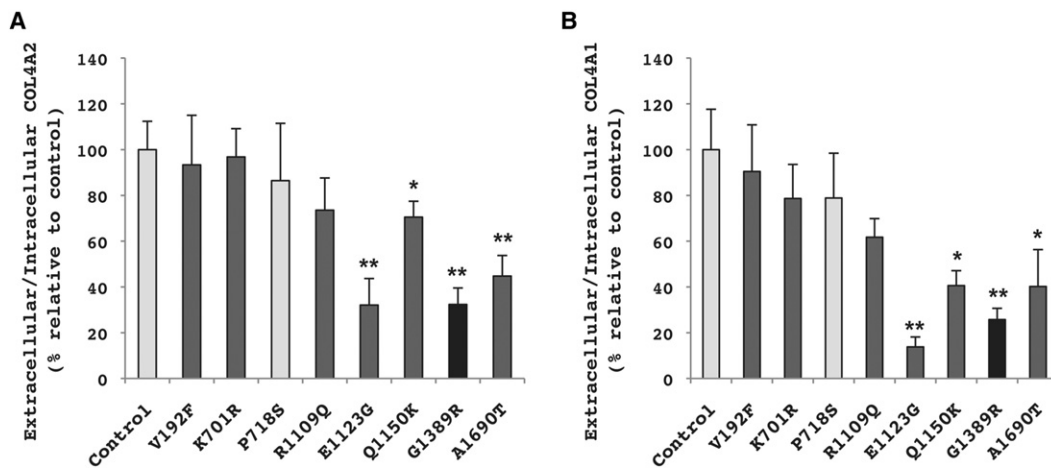 A
Extracellular/Intracellular COL4A2
(% relative to control)
140
120
100
80
60
40
20
0
*
**
**
**
Control
V192F
K701R
P718S
R1109Q
E1123G
Q1150K
G1389R
A1690T
B
Extracellular/Intracellular COL4A1
(% relative to control)
140
120
100
80
60
40
20
0
**
*
**
*
Control
V192F
K701R
P718S
R1109Q
E1123G
Q1150K
G1389R
A1690T